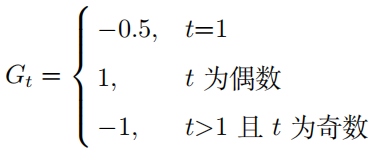 −0.5, t=1
G_t = 1, t 为偶数
−1, t>1 且 t 为奇数